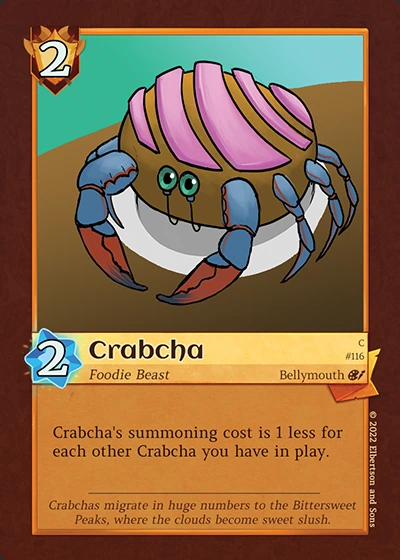 2
2
Crabcha
C
#116
Foodie Beast
Bellymouth
Crabcha's summoning cost is 1 less for
each other Crabcha you have in play.
Crabchas migrate in huge numbers to the Bittersweet
Peaks, where the clouds become sweet slush.
© 2022 Elbertson and Sons